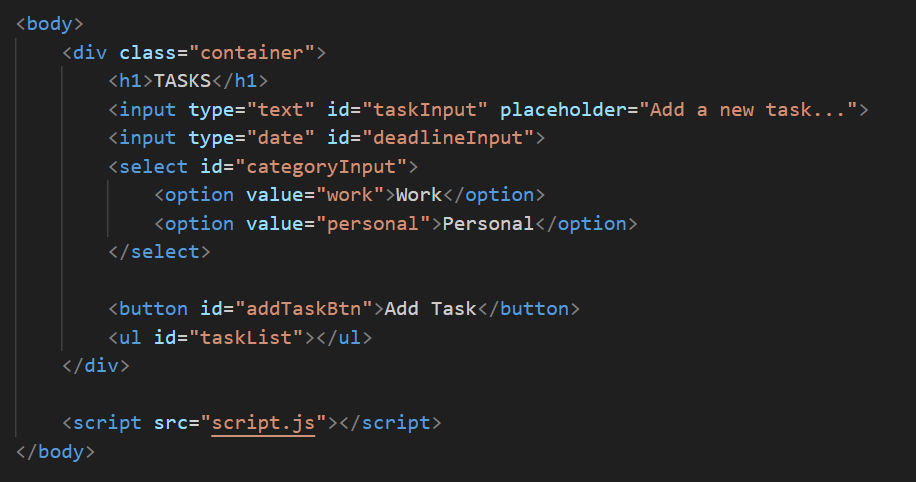 <body>
<div class="container">
<h1>TASKS</h1>
<input type="text" id="taskInput" placeholder="Add a new task...">
<input type="date" id="deadlineInput">
<select id="categoryInput">
<option value="work">Work</option>
<option value="personal">Personal</option>
</select>
<button id="addTaskBtn">Add Task</button>
<ul id="taskList"></ul>
</div>
<script src="script.js"></script>
</body>